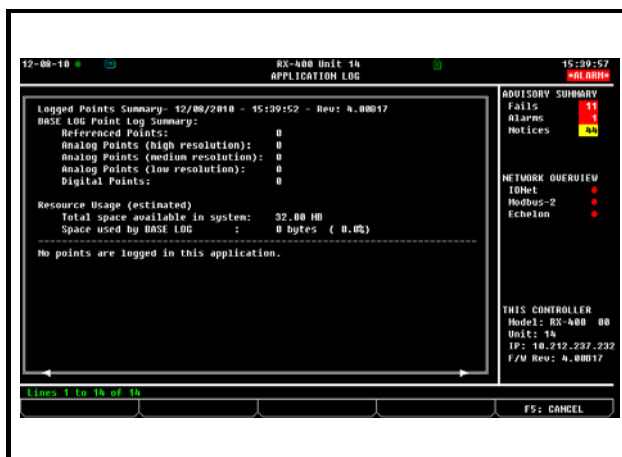 12-08-10 RX-400 Unit 14 15:39:57
APPLICATION LOG *ALARM*
Logged Points Summary- 12/08/2010 - 15:39:52 - Rev: 4.00B17
BASE LOG Point Log Summary:
Referenced Points: 0
Analog Points (high resolution): 0
Analog Points (medium resolution): 0
Analog Points (low resolution): 0
Digital Points: 0
Resource Usage (estimated)
Total space available in system: 32.00 MB
Space used by BASE LOG : 0 bytes ( 0.0%)
No points are logged in this application.
ADVISORY SUMMARY
Fails 11
Alarms 1
Notices 44
NETWORK OVERVIEW
IONet
Modbus-2
Echelon
THIS CONTROLLER
Model: RX-400 00
Unit: 14
IP: 10.212.237.232
F/W Rev: 4.00B17
Lines 1 to 14 of 14
F5: CANCEL